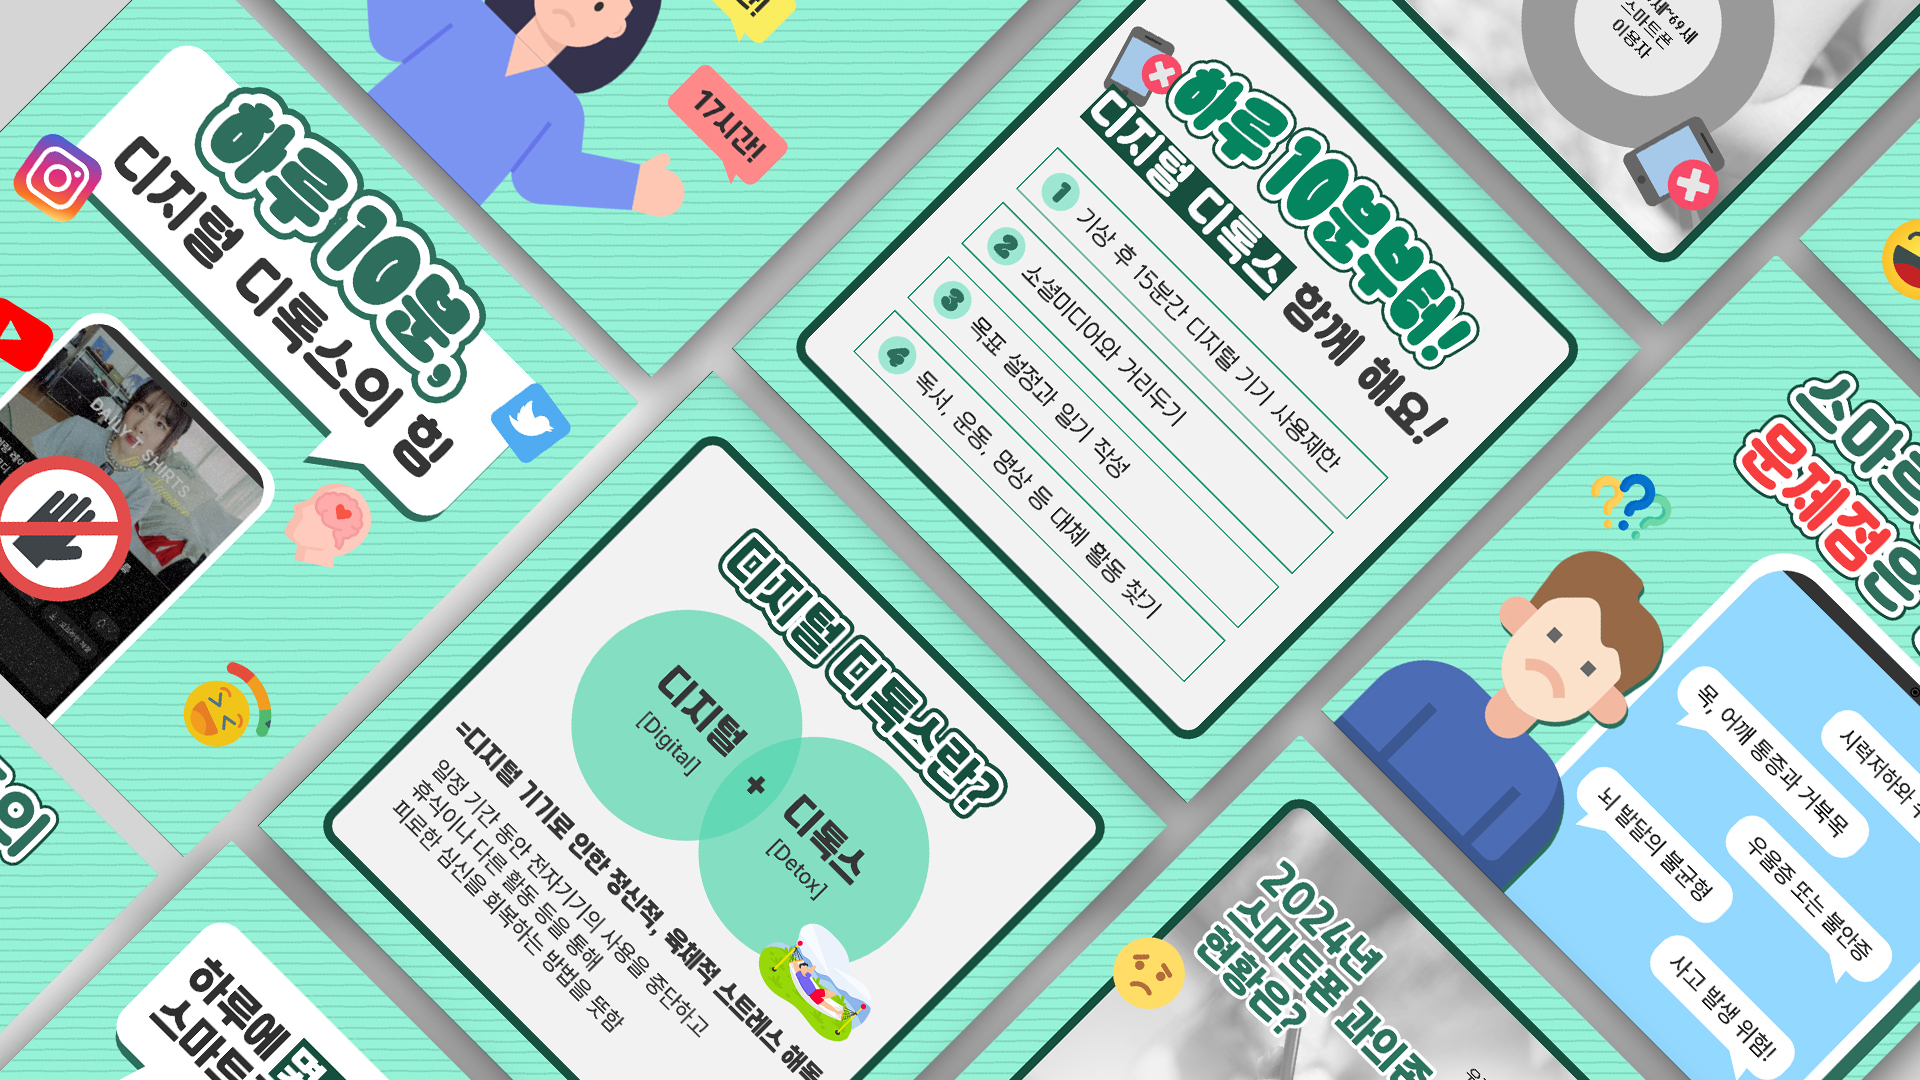 하루 10분,
디지털 디톡스의 힘
DAILY T-SHIRTS
17시간!
하루 10분부터!
디지털 디톡스 함께 해요!
1 기상 후 15분간 디지털 기기 사용제한
2 소셜미디어와 거리두기
3 목표 설정과 일기 작성
4 독서, 운동, 명상 등 대체 활동 찾기
스마트폰
이용자
디지털 디톡스란?
디지털
[Digital]
+
디톡스
[Detox]
=디지털 기기로 인한 정신적, 육체적 스트레스 해독
일정 기간 동안 전자기기의 사용을 중단하고
휴식이나 다른 활동 등을 통해
피로한 심신을 회복하는 방법을 뜻함
하루에
스마트
2024년
스마트폰 과의존
현황은?
스마트
문제점은
목, 어깨 통증과 거북목
시력저하와
뇌 발달의 불균형
우울증 또는 불안증
사고 발생 위험!